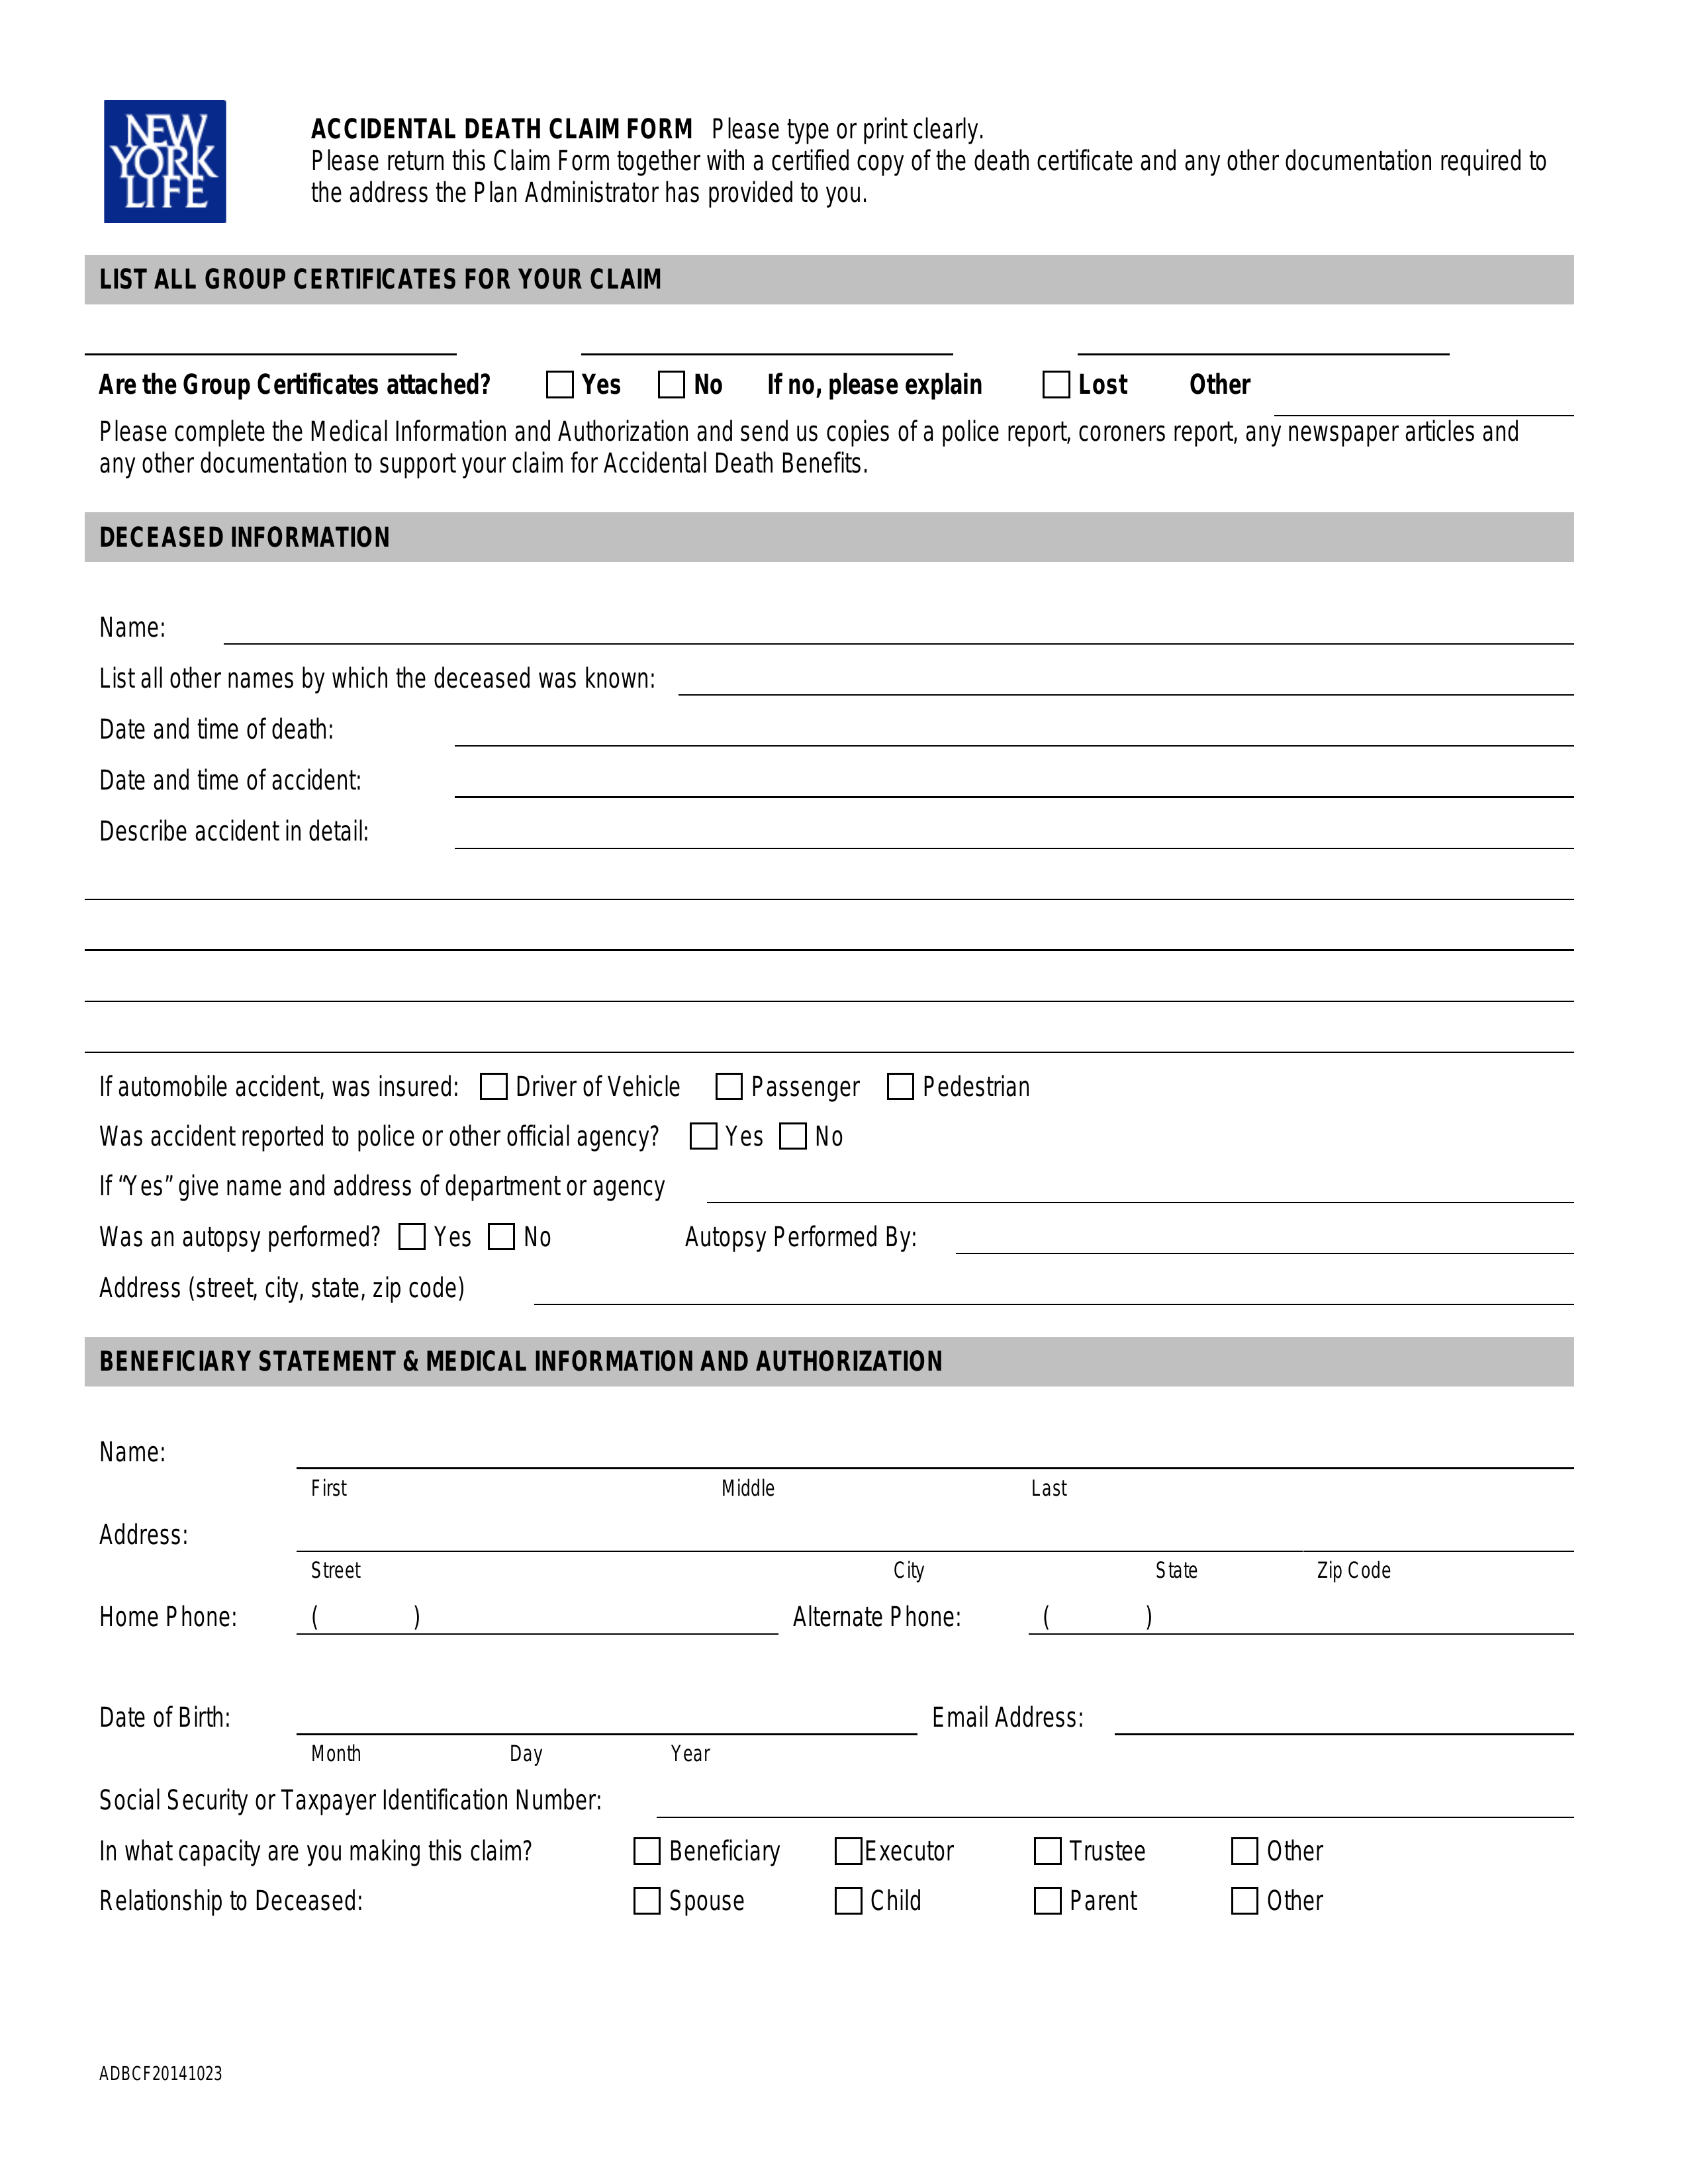 NEW
YORK
LIFE
ACCIDENTAL DEATH CLAIM FORM Please type or print clearly.
Please return this Claim Form together with a certified copy of the death certificate and any other documentation required to
the address the Plan Administrator has provided to you.
LIST ALL GROUP CERTIFICATES FOR YOUR CLAIM
Are the Group Certificates attached? Yes No If no, please explain Lost Other
Please complete the Medical Information and Authorization and send us copies of a police report, coroners report, any newspaper articles and
any other documentation to support your claim for Accidental Death Benefits.
DECEASED INFORMATION
Name:
List all other names by which the deceased was known:
Date and time of death:
Date and time of accident:
Describe accident in detail:
If automobile accident, was insured: Driver of Vehicle Passenger Pedestrian
Was accident reported to police or other official agency? Yes No
If “Yes” give name and address of department or agency
Was an autopsy performed? Yes No Autopsy Performed By:
Address (street, city, state, zip code)
BENEFICIARY STATEMENT & MEDICAL INFORMATION AND AUTHORIZATION
Name:
First Middle Last
Address:
Street City State Zip Code
Home Phone: ( ) Alternate Phone: ( )
Date of Birth: Email Address:
Month Day Year
Social Security or Taxpayer Identification Number:
In what capacity are you making this claim? Beneficiary Executor Trustee Other
Relationship to Deceased: Spouse Child Parent Other
ADBCF20141023